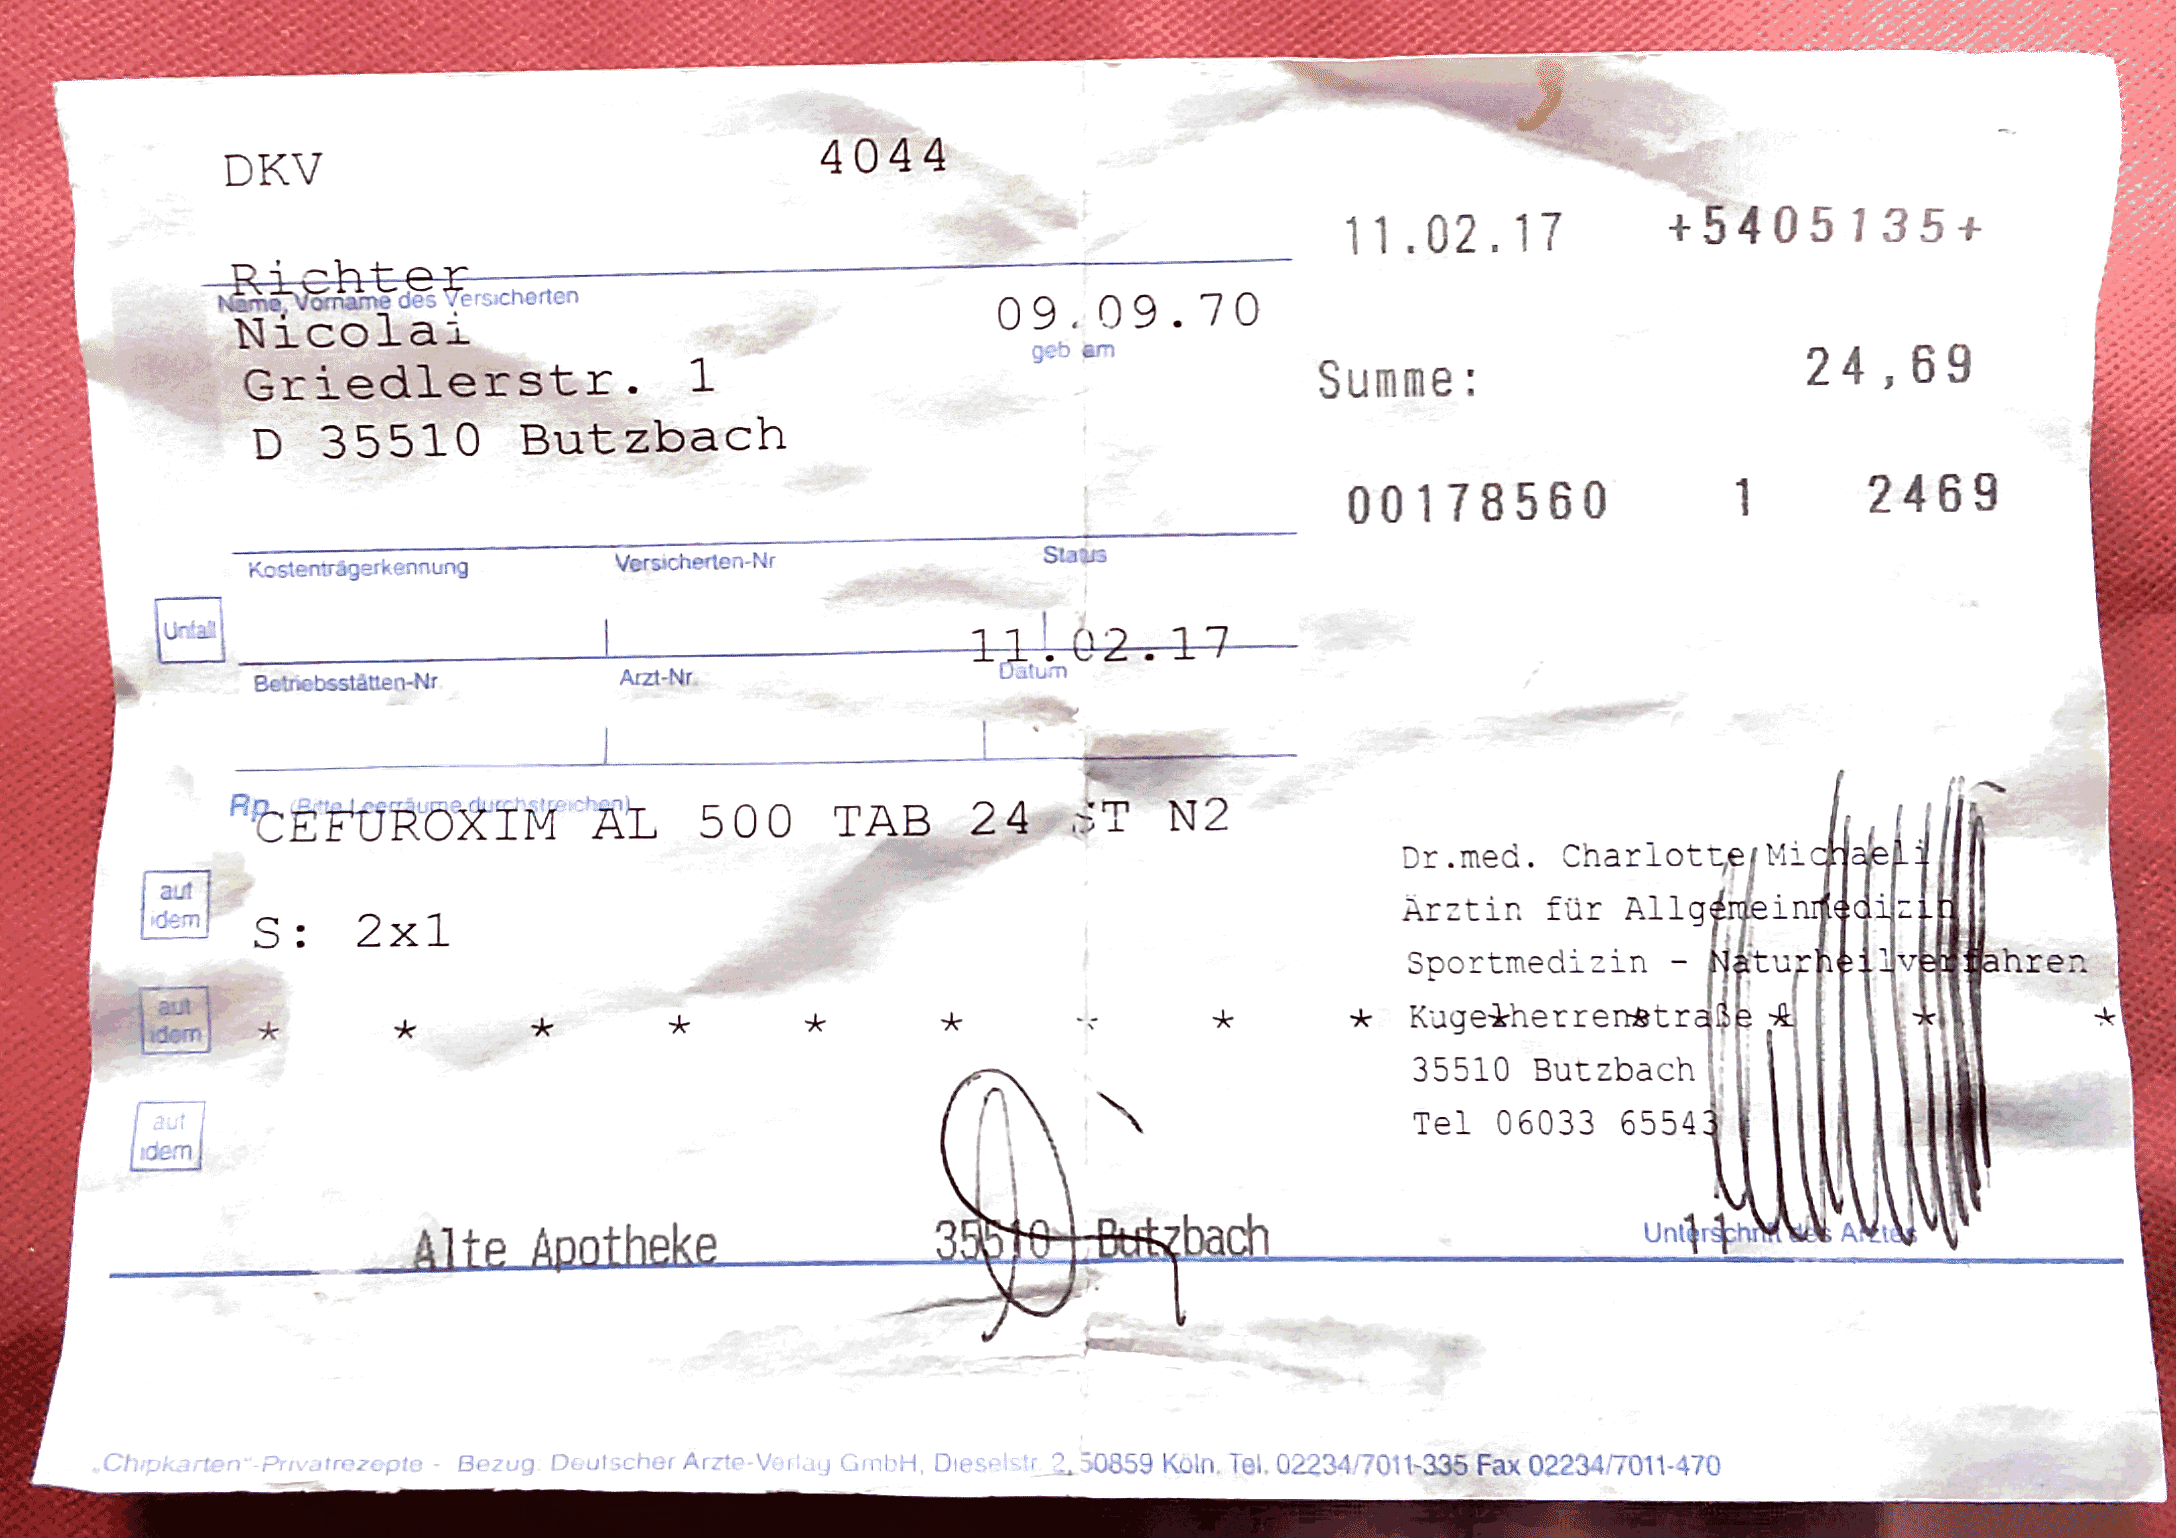 DKV 4044
11.02.17 +5405135+
Richter
Name, Vorname des Versicherten
Nicolai 09.09.70
geb am
Griedlerstr. 1
Summe: 24,69
D 35510 Butzbach
00178560 1 2469
Kostenträgerkennung Versicherten-Nr Status
Unfall
11.02.17
Betriebsstätten-Nr. Arzt-Nr. Datum
Rp. (Bitte Leerräume durchstreichen)
CEFUROXIM AL 500 TAB 24 ST N2
aut idem
S: 2x1
Dr.med. Charlotte Michaeli
Ärztin für Allgemeinmedizin
Sportmedizin - Naturheilverfahren
aut idem
* * * * * * * * * * * * * *
Kugelherrenstraße
35510 Butzbach
Tel 06033 65543
aut idem
Alte Apotheke 35510 Butzbach
Unterschrift des Arztes
„Chipkarten“-Privatrezepte - Bezug: Deutscher Ärzte-Verlag GmbH, Dieselstr. 2, 50859 Köln, Tel. 02234/7011-335 Fax 02234/7011-470